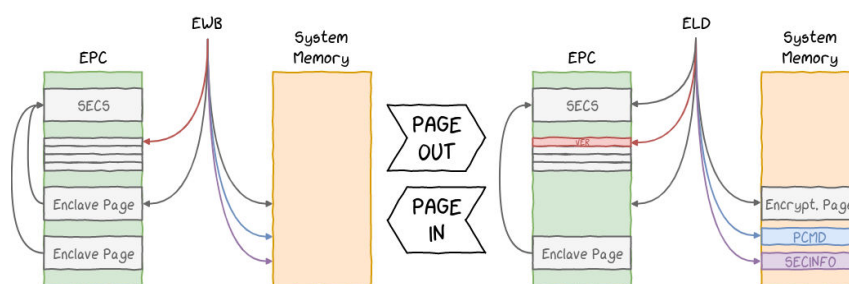 EWB
EPC
System
Memory
SECS
Enclave Page
Enclave Page
PAGE
OUT
PAGE
IN
ELD
EPC
System
Memory
SECS
VER
Enclave Page
Encrypt. Page
PCMD
SECINFO